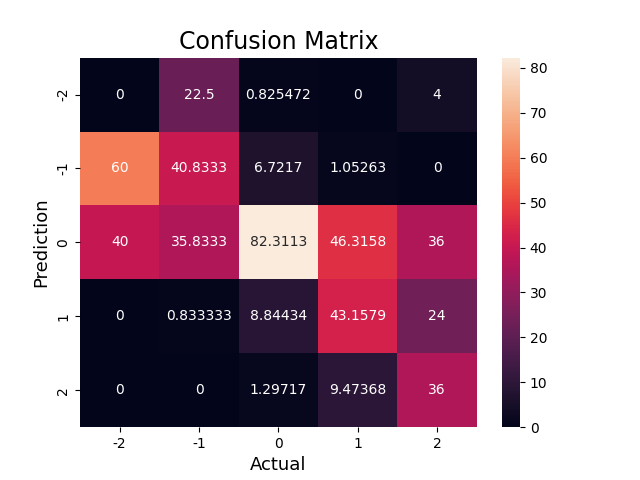 Confusion Matrix
-2 0 22.5 0.825472 0 4
-1 60 40.8333 6.7217 1.05263 0
0 40 35.8333 82.3113 46.3158 36
1 0 0.833333 8.84434 43.1579 24
2 0 0 1.29717 9.47368 36
-2 -1 0 1 2
Actual
Prediction
80
70
60
50
40
30
20
10
0